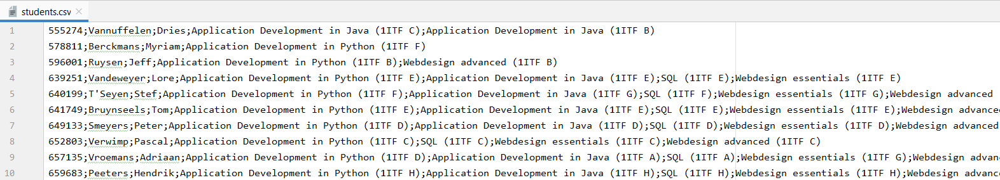 students.csv
1 555274;Vannuffelen;Dries;Application Development in Java (1ITF C);Application Development in Java (1ITF B)
2 578811;Berckmans;Myriam;Application Development in Python (1ITF F)
3 596001;Ruysen;Jeff;Application Development in Python (1ITF B);Webdesign advanced (1ITF B)
4 639251;Vandeweyer;Lore;Application Development in Python (1ITF E);Application Development in Java (1ITF E);SQL (1ITF E);Webdesign essentials (1ITF E)
5 640199;T'Seyen;Stef;Application Development in Python (1ITF F);Application Development in Java (1ITF G);SQL (1ITF F);Webdesign essentials (1ITF G);Webdesign advanced
6 641749;Bruynseels;Tom;Application Development in Python (1ITF E);Application Development in Java (1ITF E);SQL (1ITF E);Webdesign essentials (1ITF E);Webdesign advance
7 649133;Smeyers;Peter;Application Development in Python (1ITF D);Application Development in Java (1ITF D);SQL (1ITF D);Webdesign essentials (1ITF D);Webdesign advanced
8 652803;Verwimp;Pascal;Application Development in Python (1ITF C);SQL (1ITF C);Webdesign essentials (1ITF C);Webdesign advanced (1ITF C)
9 657135;Vroemans;Adriaan;Application Development in Python (1ITF D);Application Development in Java (1ITF A);SQL (1ITF A);Webdesign essentials (1ITF G);Webdesign advan
10 659683;Peeters;Hendrik;Application Development in Python (1ITF H);Application Development in Java (1ITF H);SQL (1ITF H);Webdesign essentials (1ITF H);Webdesign advanc